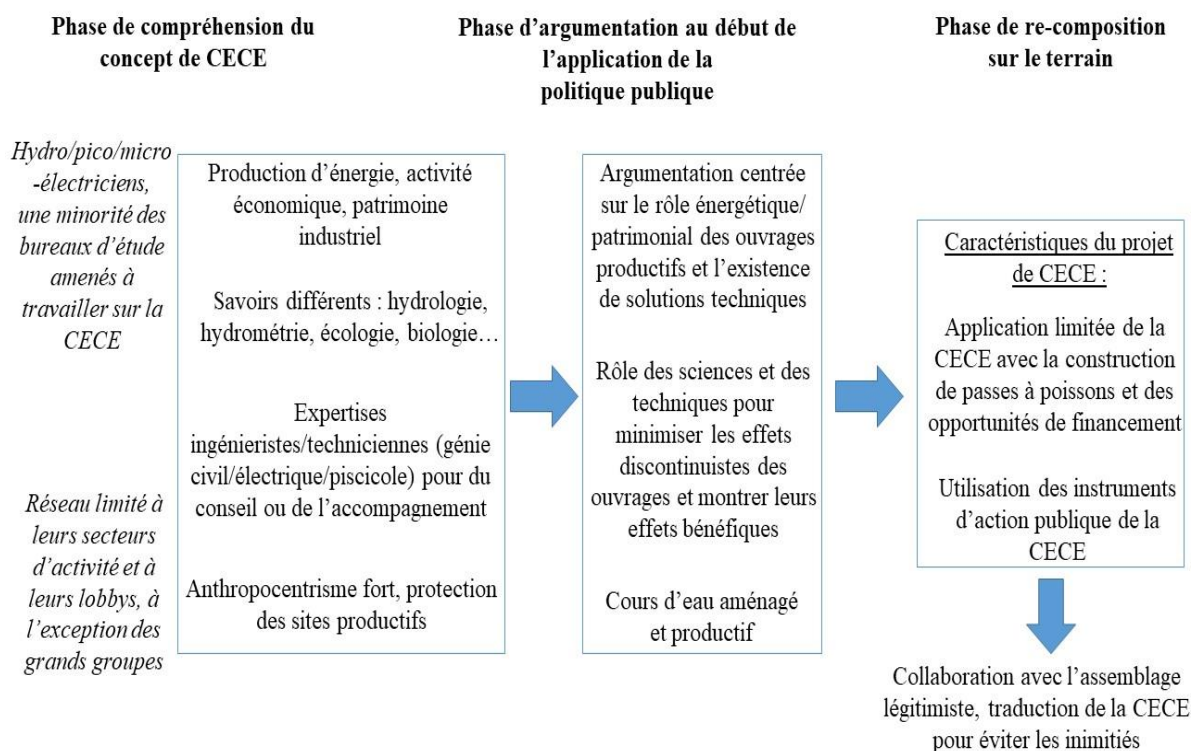 Phase de compréhension du
concept de CECE
Phase d'argumentation au début de
l'application de la
politique publique
Phase de re-composition
sur le terrain
Hydro/pico/micro
-électriciens,
une minorité des
bureaux d'étude
amenés à
travailler sur la
CECE
Réseau limité à
leurs secteurs
d'activité et à
leurs lobbys, à
l'exception des
grands groupes
Production d'énergie, activité
économique, patrimoine
industriel
Savoirs différents : hydrologie,
hydrométrie, écologie, biologie…
Expertises
ingénieristes/techniciennes (génie
civil/électrique/piscicole) pour du
conseil ou de l'accompagnement
Anthropocentrisme fort, protection
des sites productifs
Argumentation centrée
sur le rôle énergétique/
patrimonial des ouvrages
productifs et l'existence
de solutions techniques
Rôle des sciences et des
techniques pour
minimiser les effets
discontinuistes des
ouvrages et montrer leurs
effets bénéfiques
Cours d'eau aménagé
et productif
Caractéristiques du projet
de CECE :
Application limitée de la
CECE avec la construction
de passes à poissons et des
opportunités de financement
Utilisation des instruments
d'action publique de la
CECE
Collaboration avec l'assemblage
légitimiste, traduction de la CECE
pour éviter les inimitiés